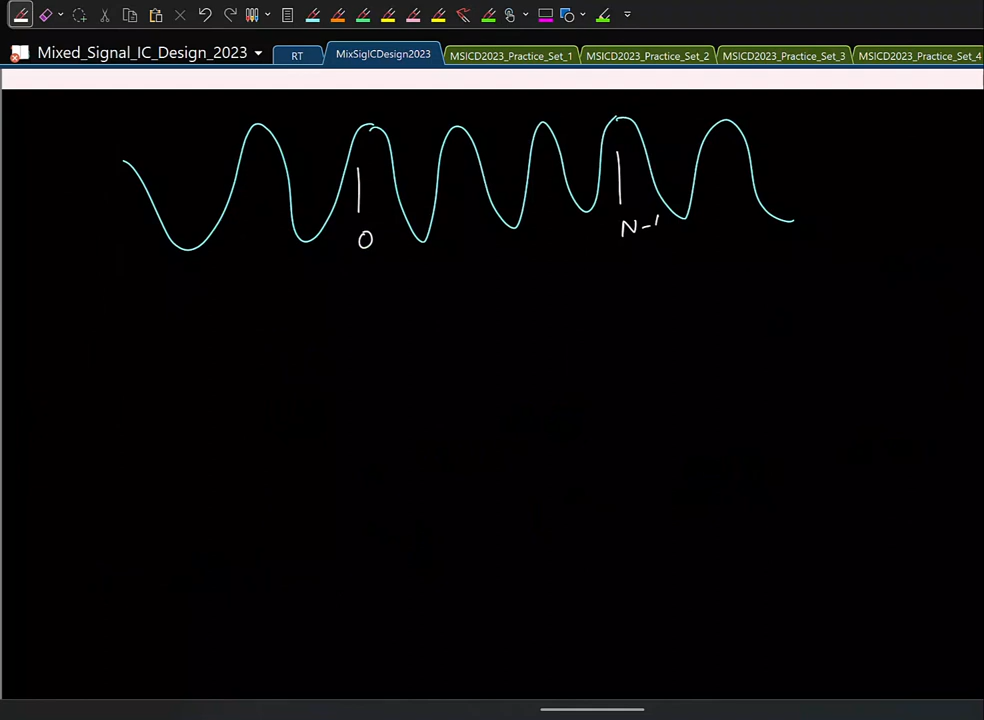 Mixed_Signal_IC_Design_2023
RT
MixSigICDesign2023
MSICD2023_Practice_Set_1
MSICD2023_Practice_Set_2
MSICD2023_Practice_Set_3
MSICD2023_Practice_Set_4
0
N-1